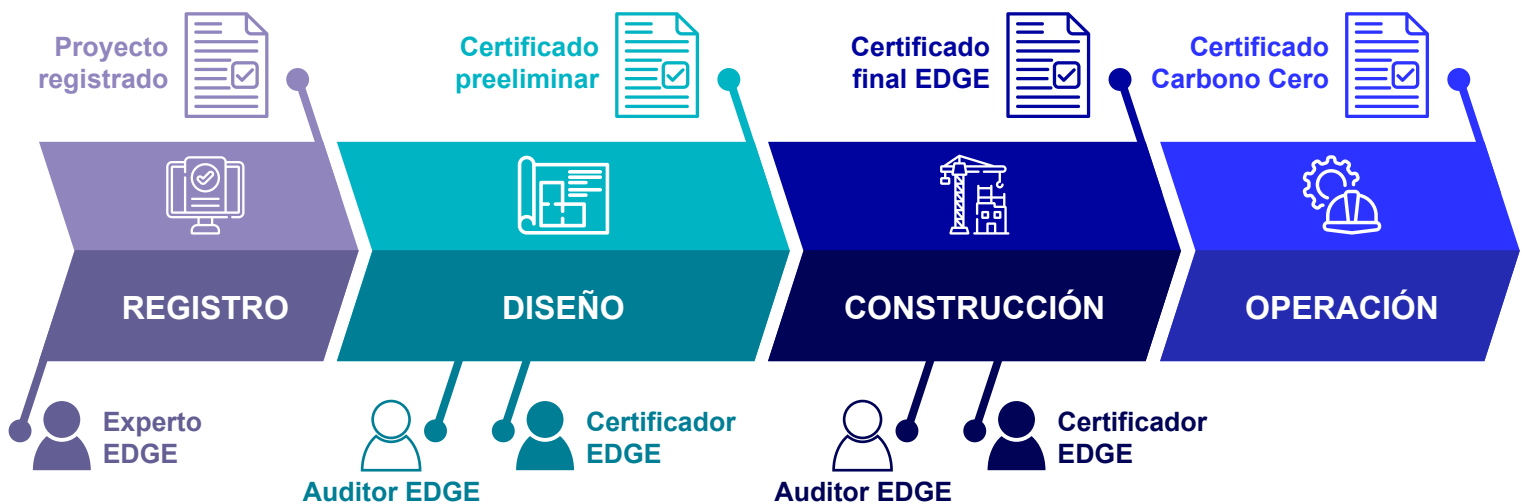 Proyecto
registrado
Certificado
preeliminar
Certificado
final EDGE
Certificado
Carbono Cero
REGISTRO
DISEÑO
CONSTRUCCIÓN
OPERACIÓN
Experto
EDGE
Auditor EDGE
Certificador
EDGE
Auditor EDGE
Certificador
EDGE